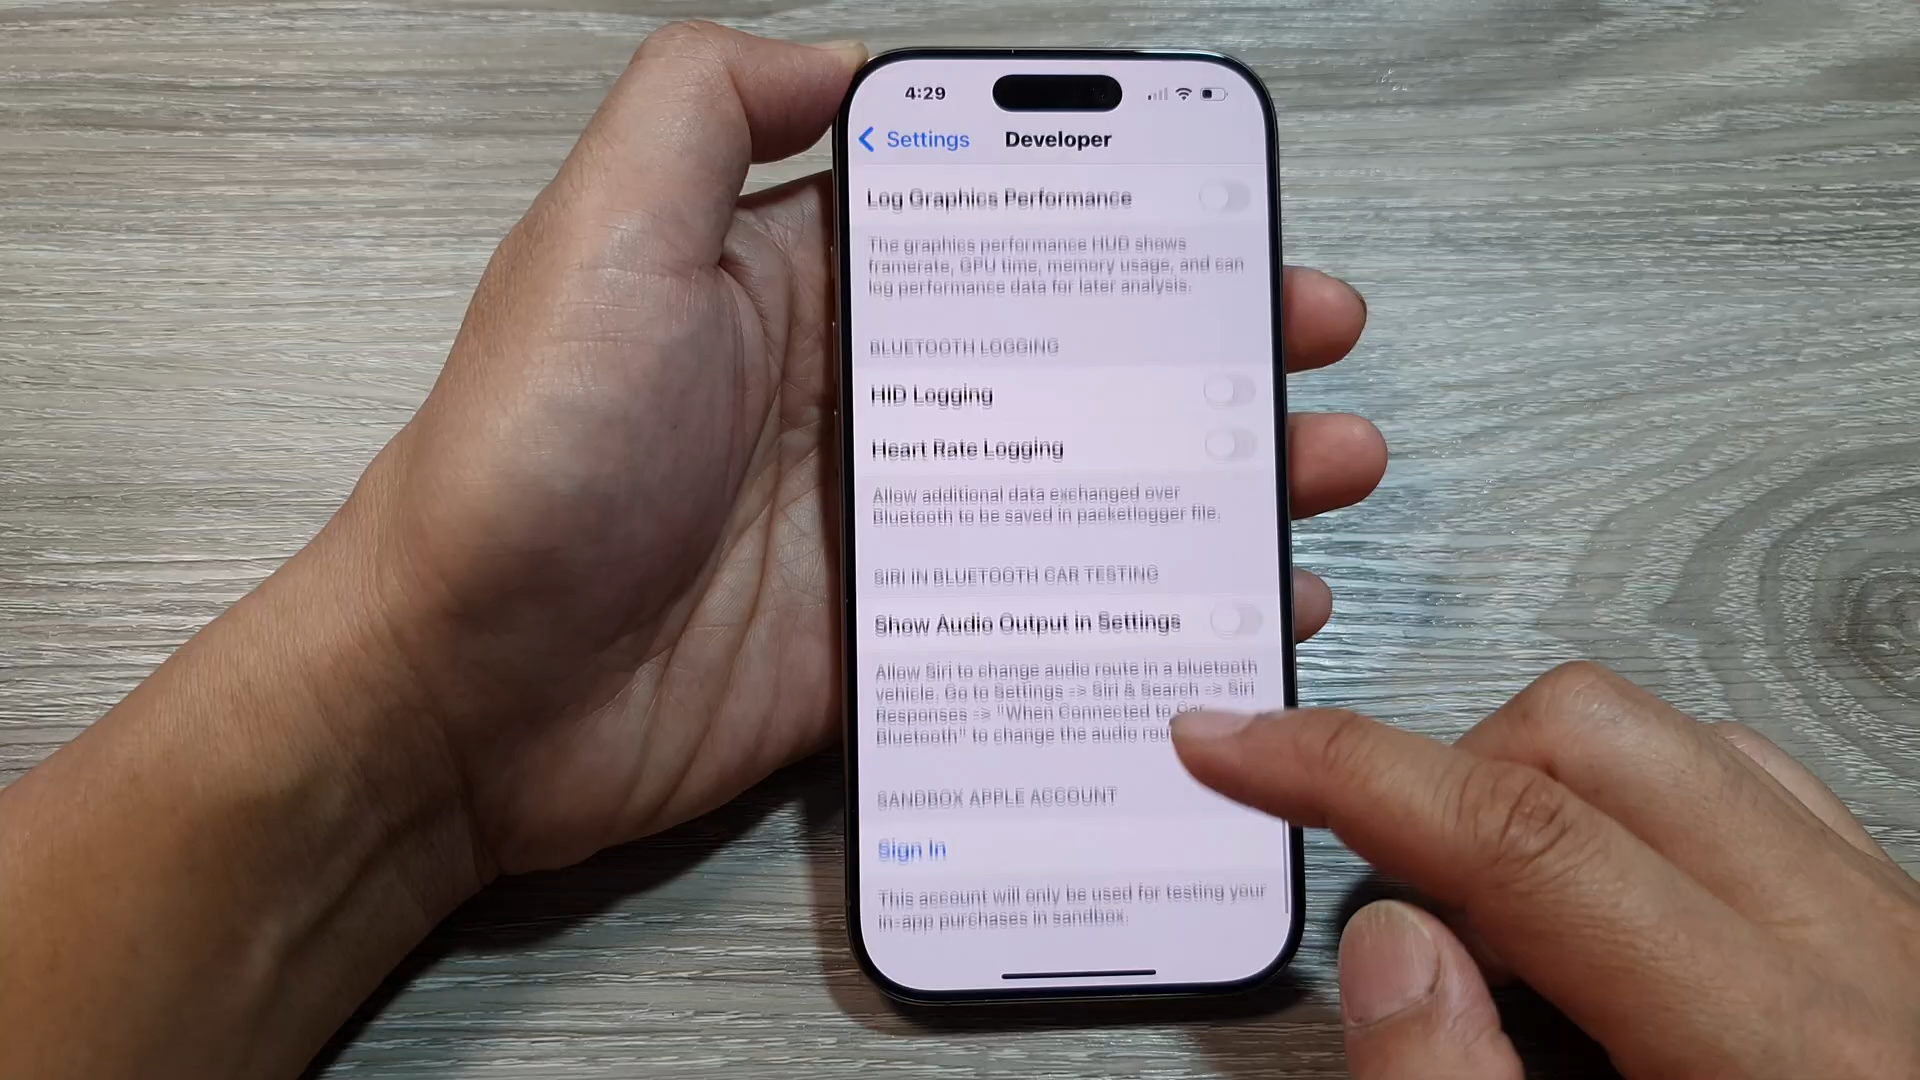 4:29
Settings
Developer
Log Graphics Performance
The graphics performance HUD shows
framerate, GPU time, memory usage, and can
log performance data for later analysis.
BLUETOOTH LOGGING
HID Logging
Heart Rate Logging
Allow additional data exchanged over
Bluetooth to be saved in packetlogger file.
SIRI IN BLUETOOTH CAR TESTING
Show Audio Output in Settings
Allow Siri to change audio route in a bluetooth
vehicle. Go to Settings -> Siri & Search -> Siri
Responses -> "When Connected to Car
Bluetooth" to change the audio
SANDBOX APPLE ACCOUNT
Sign In
This account will only be used for testing your
in-app purchases in sandbox.